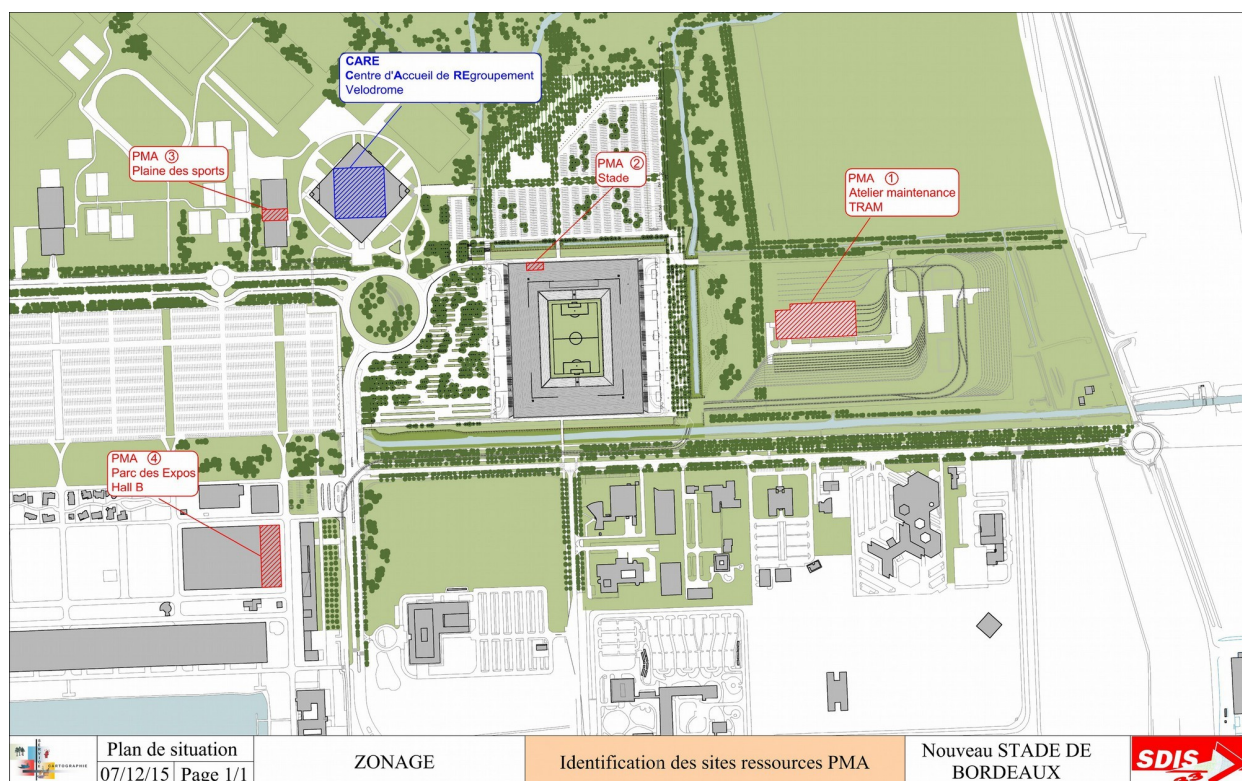 CARE
Centre d'Accueil de REgroupement
Velodrome
PMA ③
Plaine des sports
PMA ②
Stade
PMA ①
Atelier maintenance
TRAM
PMA ④
Parc des Expos
Hall B
CARTOGRAPHIE
Plan de situation
07/12/15 Page 1/1
ZONAGE
Identification des sites ressources PMA
Nouveau STADE DE
BORDEAUX
SDIS